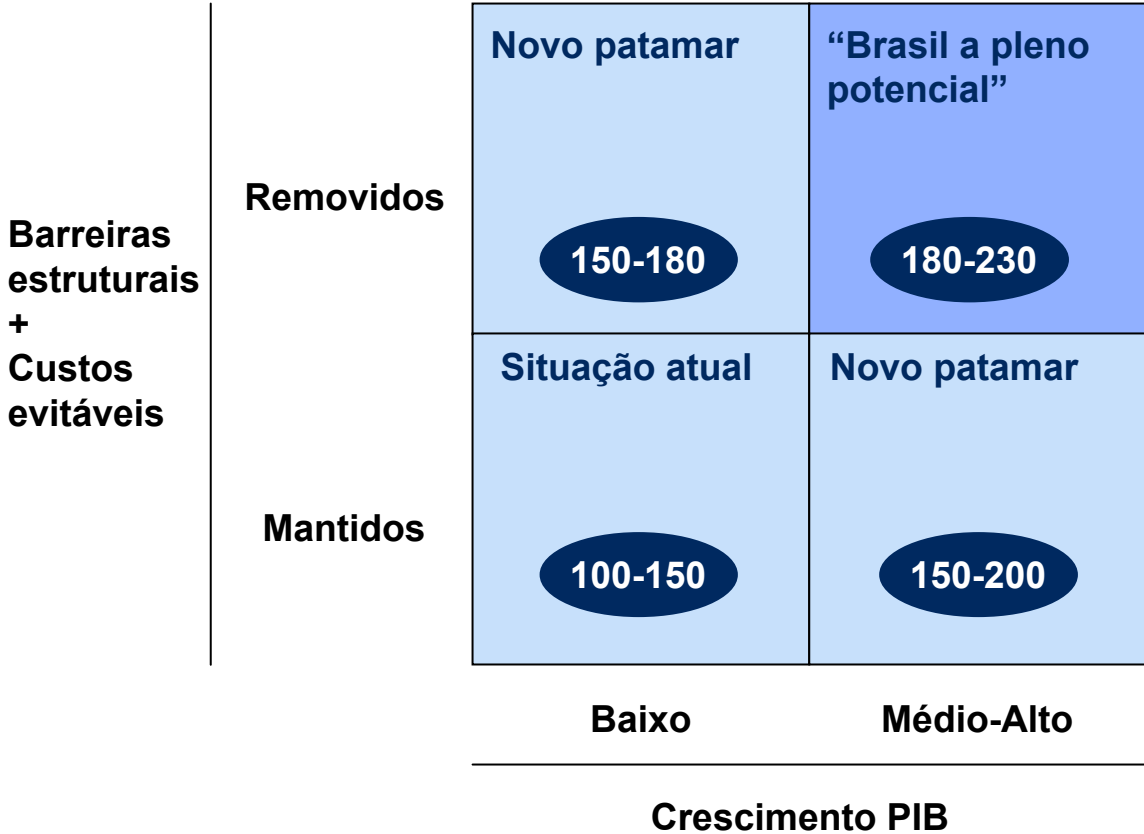 Novo patamar
“Brasil a pleno
potencial”
Removidos
150-180
180-230
Barreiras
estruturais
+
Custos
evitáveis
Situação atual
Novo patamar
Mantidos
100-150
150-200
Baixo
Médio-Alto
Crescimento PIB